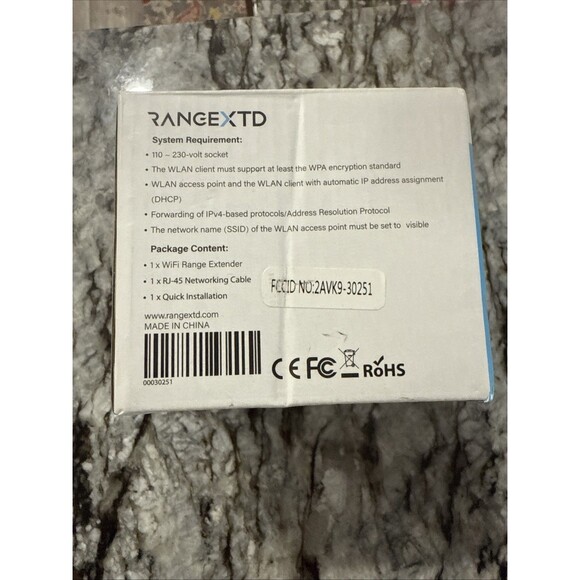 RANGEXTD
System Requirement:
• 110 ~ 230-volt socket
• The WLAN client must support at least the WPA encryption standard
• WLAN access point and the WLAN client with automatic IP address assignment
(DHCP)
• Forwarding of IPv4-based protocols/Address Resolution Protocol
• The network name (SSID) of the WLAN access point must be set to visible
Package Content:
• 1 x WiFi Range Extender
• 1 x RJ-45 Networking Cable
• 1 x Quick Installation
FCCID NO:2AVK9-30251
www.rangextd.com
MADE IN CHINA
00030251
CE FC RoHS